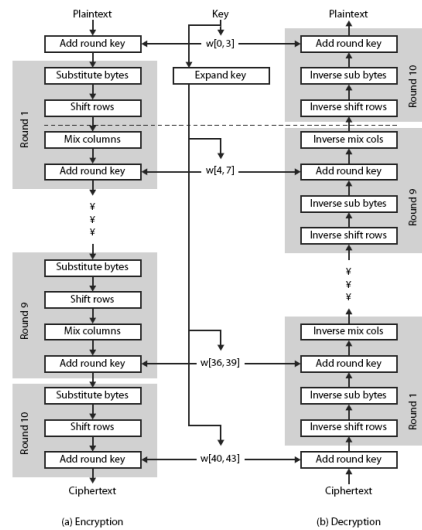 Plaintext
Key
Plaintext
Add round key
w[0, 3]
Add round key
Round 1
Substitute bytes
Expand key
Inverse sub bytes
Round 10
Shift rows
Inverse shift rows
Mix columns
Inverse mix cols
Add round key
w[4, 7]
Add round key
Round 9
¥
¥
¥
Inverse sub bytes
Inverse shift rows
Round 9
Substitute bytes
¥
¥
¥
Shift rows
Mix columns
Inverse mix cols
Add round key
w[36, 39]
Add round key
Round 1
Round 10
Substitute bytes
Inverse sub bytes
Shift rows
Inverse shift rows
Add round key
w[40, 43]
Add round key
Ciphertext
Ciphertext
(a) Encryption
(b) Decryption